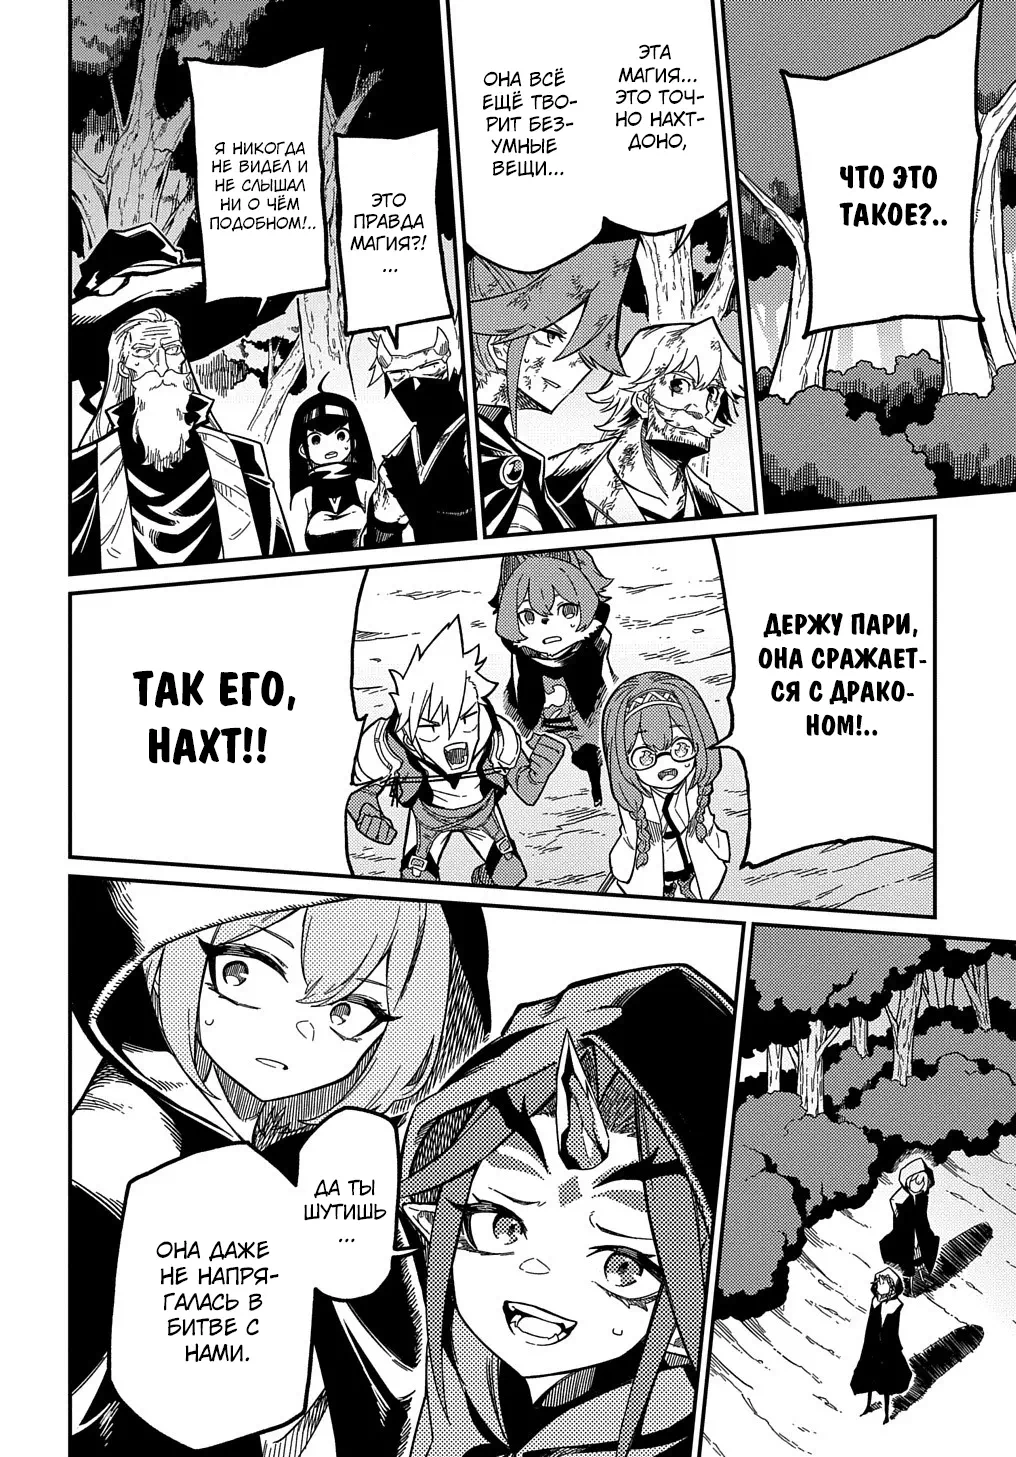 ЧТО ЭТО
ТАКОЕ?..
ЭТА
МАГИЯ...
ЭТО ТОЧ-
НО НАХТ-
ДОНО,
ОНА ВСЁ
ЕЩЁ ТВО-
РИТ БЕЗ-
УМНЫЕ
ВЕЩИ...
ЭТО
ПРАВДА
МАГИЯ?!
...
Я НИКОГДА
НЕ ВИДЕЛ И
НЕ СЛЫШАЛ
НИ О ЧЁМ
ПОДОБНОМ!..
ДЕРЖУ ПАРИ,
ОНА СРАЖАЕТ-
СЯ С ДРАКО-
НОМ!..
ТАК ЕГО,
НАХТ!!
ДА ТЫ
ШУТИШЬ
...
ОНА ДАЖЕ
НЕ НАПРЯ-
ГАЛАСЬ В
БИТВЕ С
НАМИ.